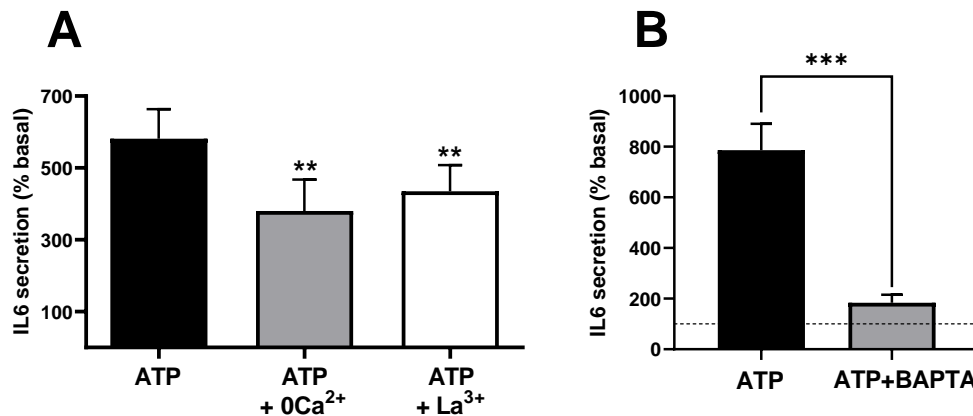 A
IL6 secretion (% basal)
700
500
300
100
**
**
ATP
ATP
+ 0Ca²⁺
ATP
+ La³⁺
B
IL6 secretion (% basal)
1000
800
600
400
200
0
***
ATP
ATP+BAPTA